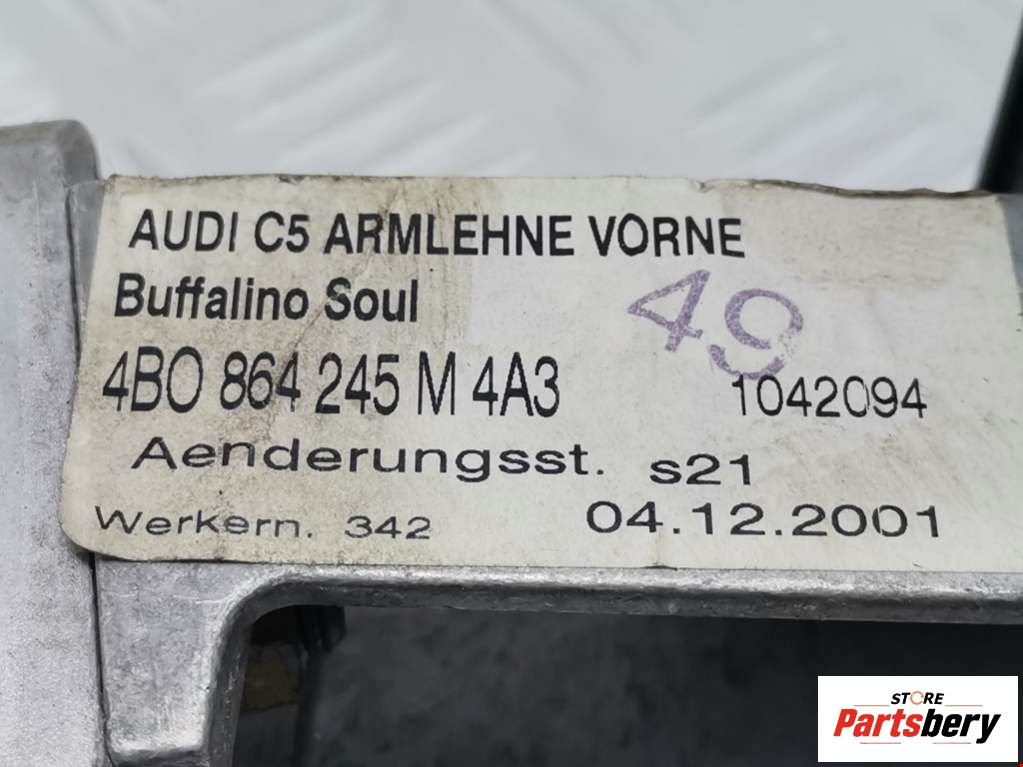 AUDI C5 ARMLEHNE VORNE
Buffalino Soul
49
4B0 864 245 M 4A3 1042094
Aenderungsst. s21
Werkern. 342 04.12.2001
STORE
Partsbery